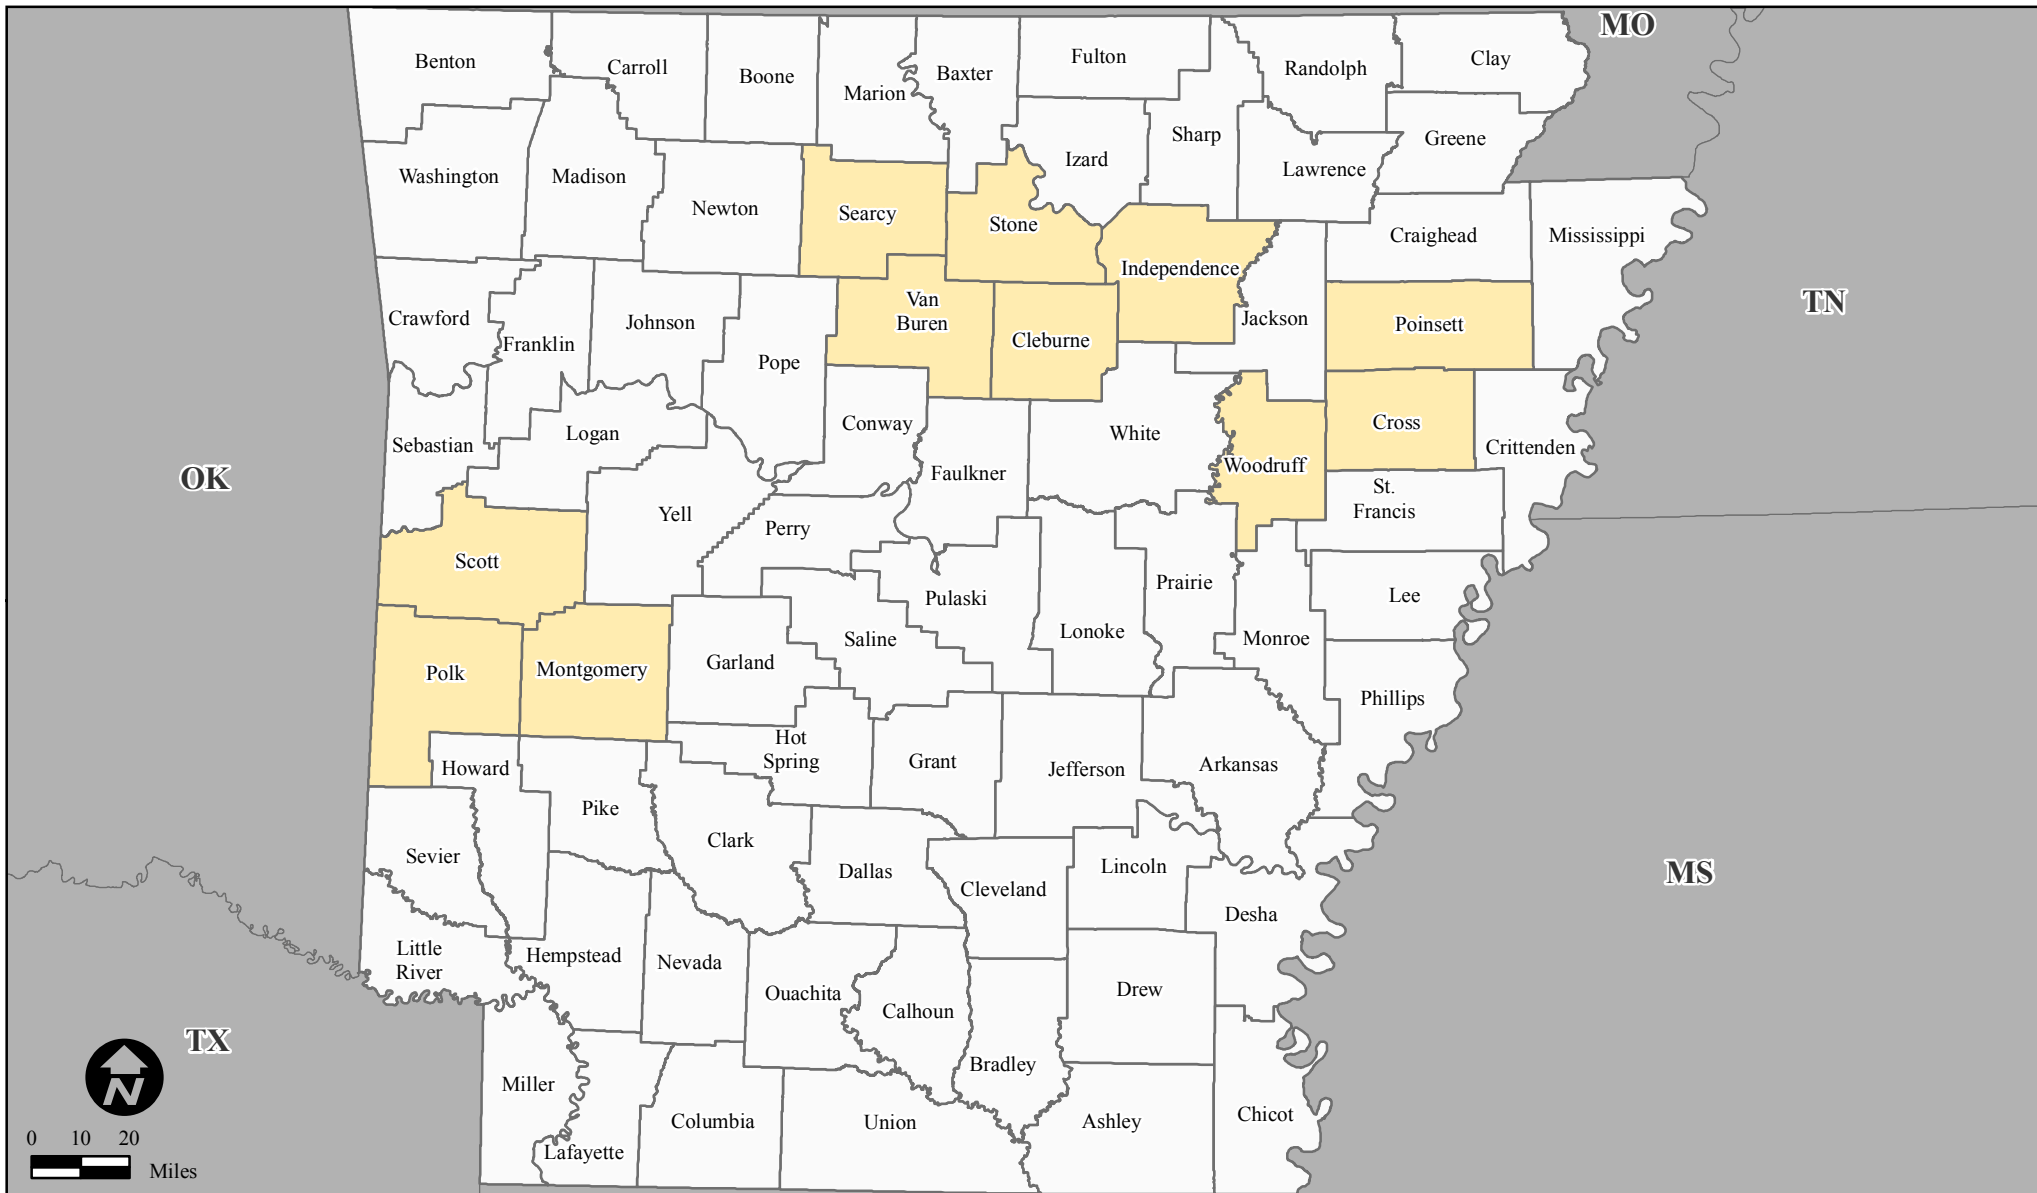 MO
Benton
Carroll
Boone
Marion
Baxter
Fulton
Randolph
Clay
Washington
Madison
Newton
Searcy
Stone
Izard
Sharp
Lawrence
Greene
Independence
Craighead
Mississippi
Crawford
Franklin
Johnson
Pope
Van
Buren
Cleburne
Jackson
Poinsett
TN
Sebastian
Logan
Conway
Faulkner
White
Woodruff
Cross
Crittenden
OK
Yell
Perry
St.
Francis
Scott
Pulaski
Lonoke
Prairie
Lee
Polk
Montgomery
Garland
Saline
Monroe
Phillips
Howard
Pike
Hot
Spring
Grant
Jefferson
Arkansas
Sevier
Clark
Dallas
Cleveland
Lincoln
Desha
MS
Little
River
Hempstead
Nevada
Ouachita
Calhoun
Drew
TX
Miller
Bradley
Lafayette
Columbia
Union
Ashley
Chicot
N
0 10 20
Miles